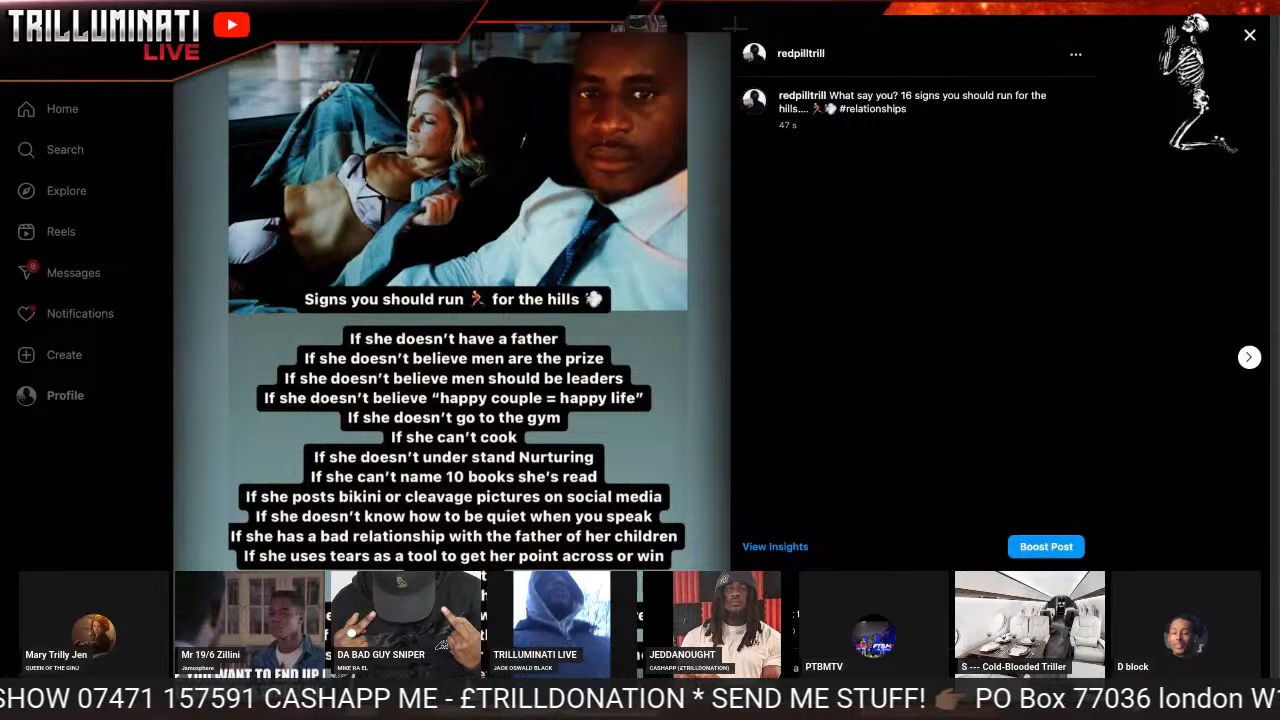 TRILLUMINATI
LIVE
Home
Search
Explore
Reels
8
Messages
Notifications
Create
Profile
redpilltrill
redpilltrill What say you? 16 signs you should run for the
hills.... 🏃💨 #relationships
47 s
Signs you should run 🏃 for the hills 💨
If she doesn't have a father
If she doesn't believe men are the prize
If she doesn't believe men should be leaders
If she doesn't believe “happy couple = happy life”
If she doesn't go to the gym
If she can't cook
If she doesn't under stand Nurturing
If she can't name 10 books she's read
If she posts bikini or cleavage pictures on social media
If she doesn't know how to be quiet when you speak
If she has a bad relationship with the father of her children
If she uses tears as a tool to get her point across or win
View Insights
Boost Post
Mary Trilly Jen
QUEEN OF THE GINJ
Mr 19/6 Zillini
Jamosphere
YOU WANT TO END UP
DA BAD GUY SNIPER
MIKE RA EL
TRILLUMINATI LIVE
JACK OSWALD BLACK
JEDDANOUGHT
CASHAPP (£TRILLDONATION)
PTBMTV
S --- Cold-Blooded Triller
D block
SHOW 07471 157591 CASHAPP ME - £TRILLDONATION * SEND ME STUFF! 👉🏾 PO Box 77036 london W1